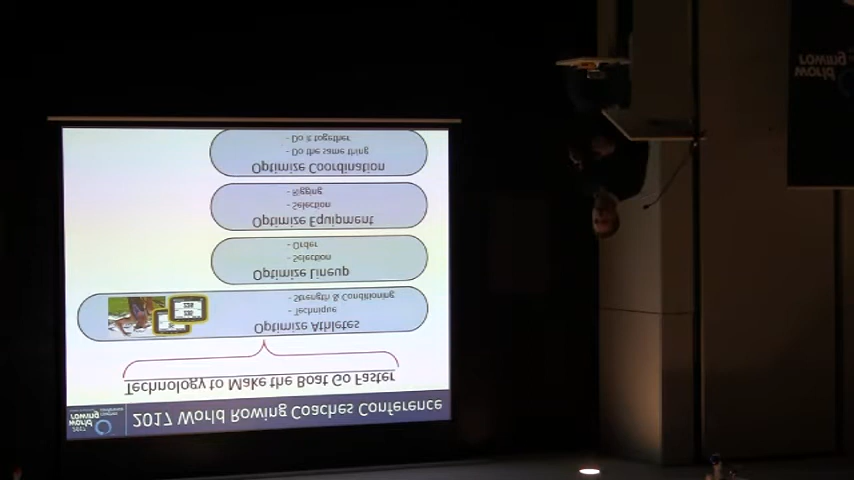 2017 World Rowing Coaches Conference
world
rowing
Technology to Make the Boat Go Faster
Optimize Athletes
- Technique
- Strength & Conditioning
Optimize Lineup
- Selection
- Order
Optimize Equipment
- Selection
- Rigging
Optimize Coordination
- Do the same thing
- Do it together
world
rowing